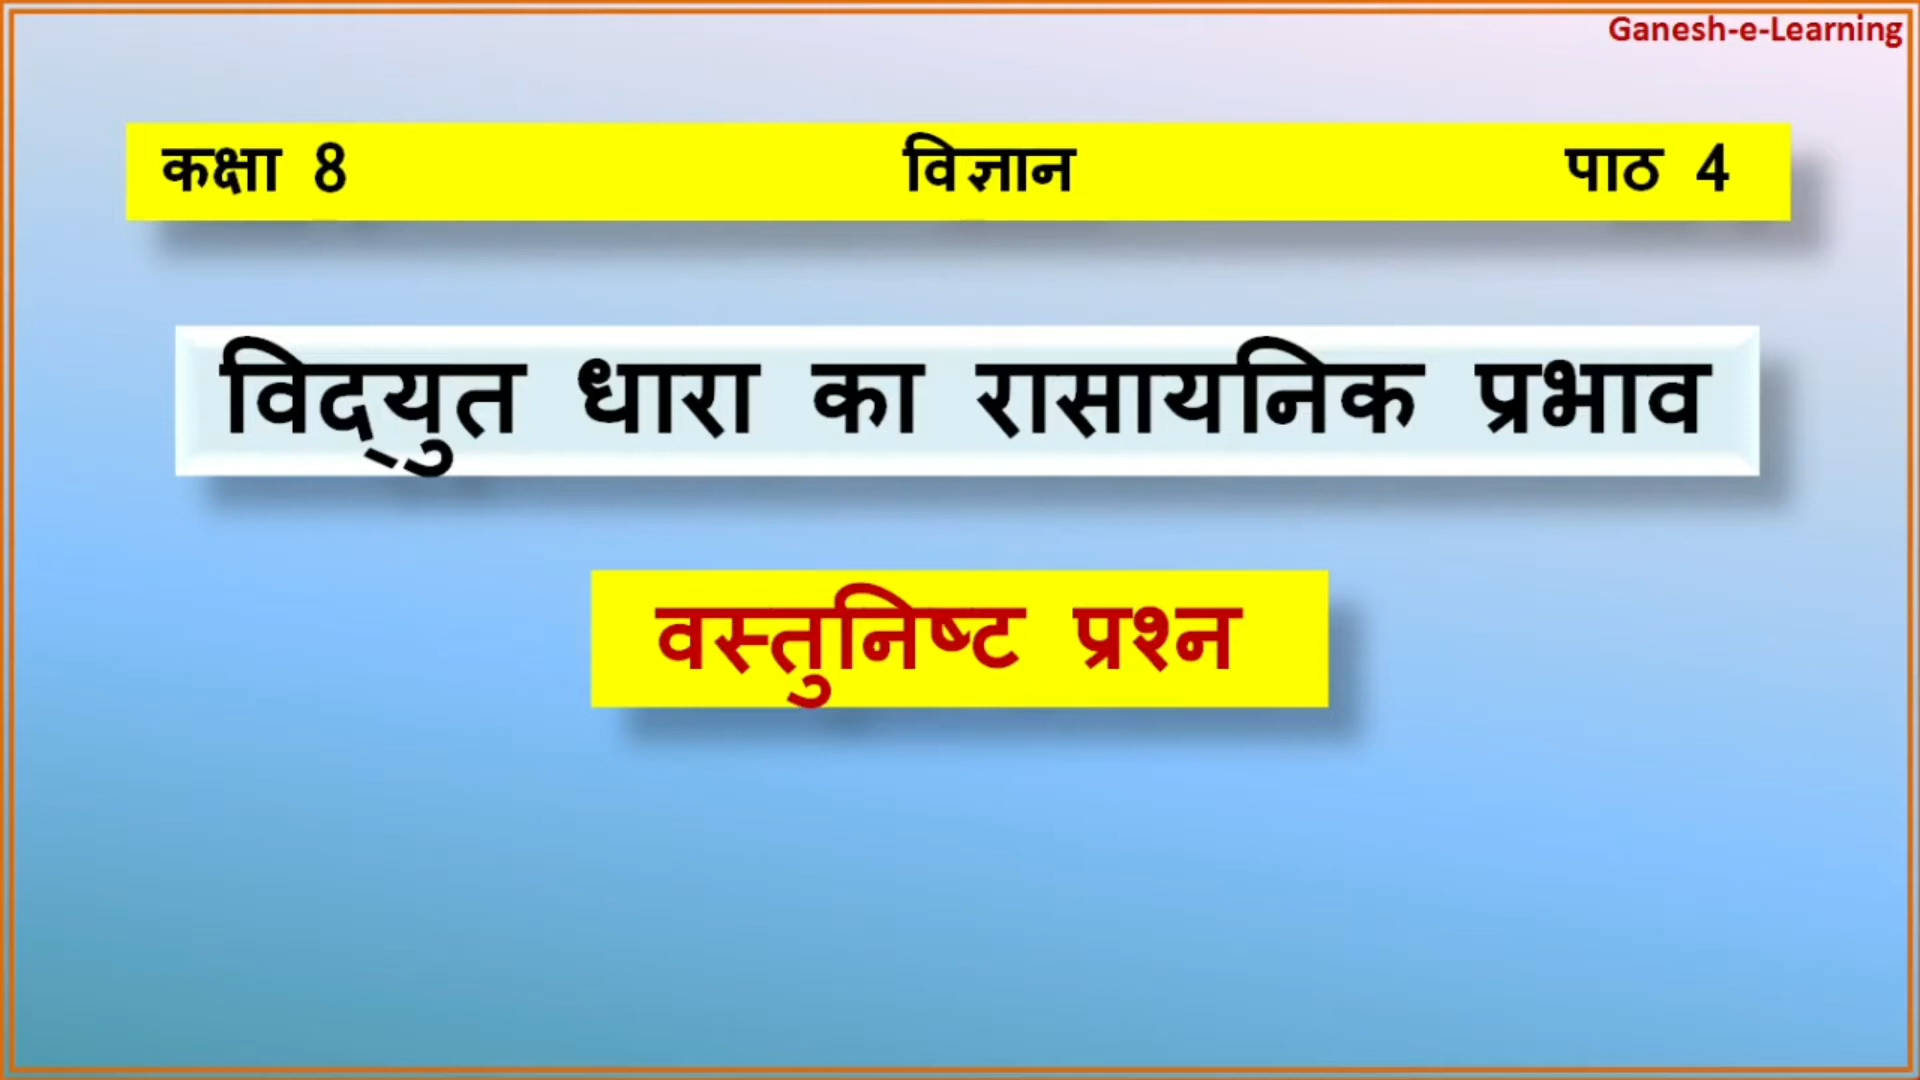 Ganesh-e-Learning
कक्षा 8 विज्ञान पाठ 4
विद्युत धारा का रासायनिक प्रभाव
वस्तुनिष्ट प्रश्न